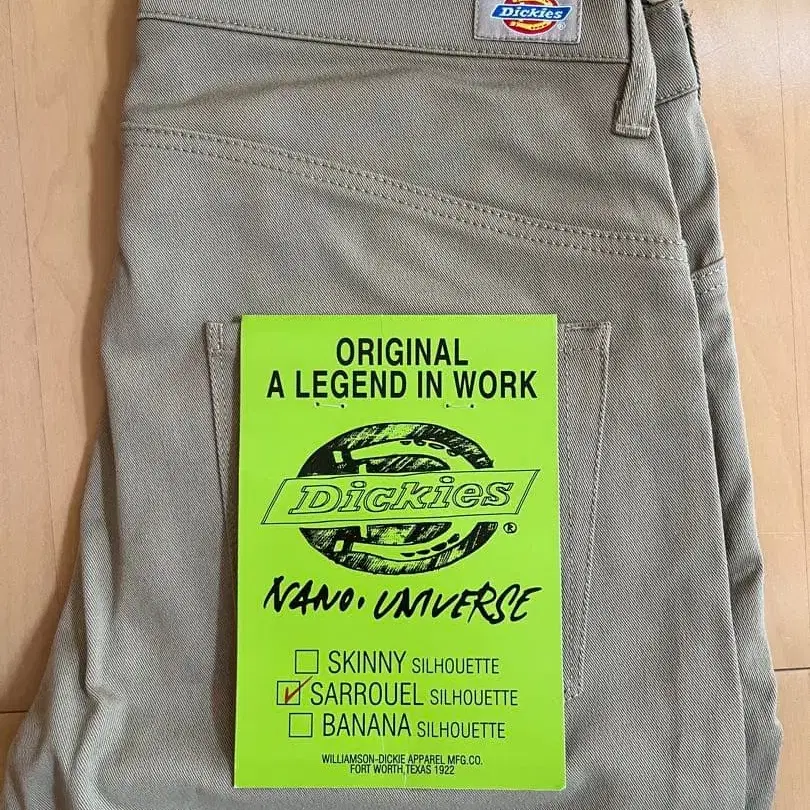 Dickies
ORIGINAL
A LEGEND IN WORK
Dickies®
NANO・UNIVERSE
SKINNY SILHOUETTE
SARROUEL SILHOUETTE
BANANA SILHOUETTE
WILLIAMSON-DICKIE APPAREL MFG.CO.
FORT WORTH,TEXAS 1922